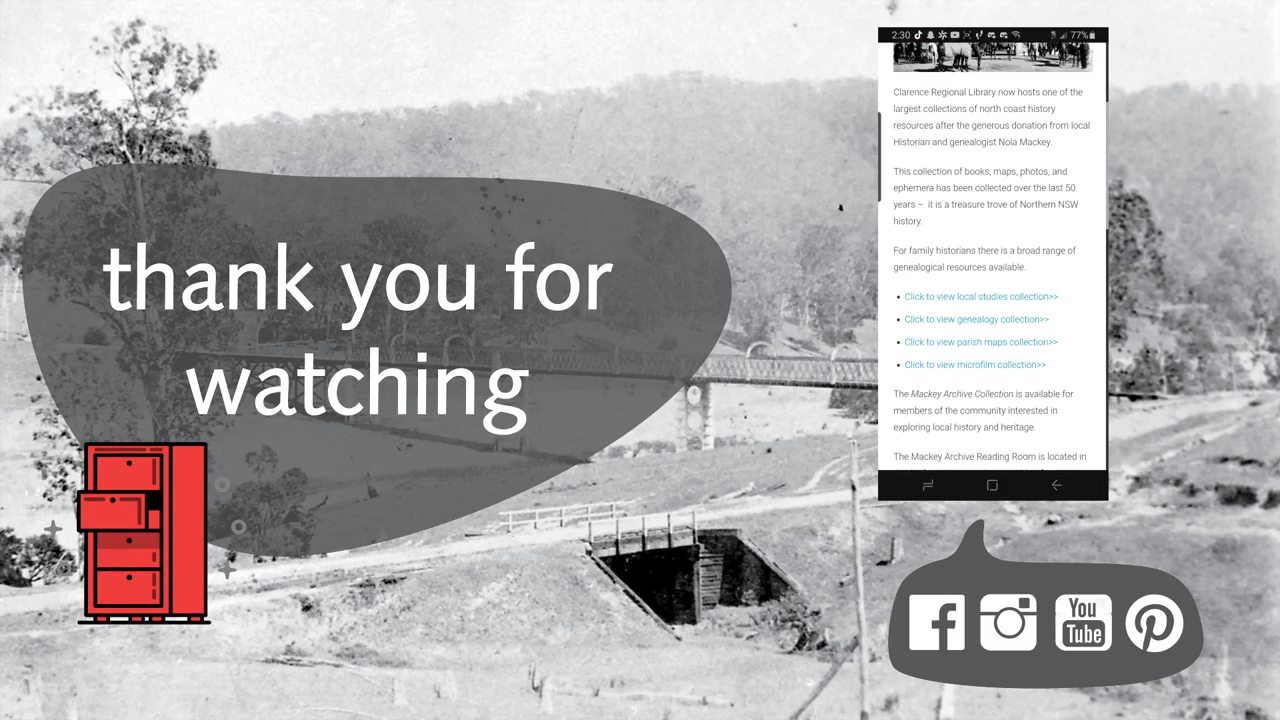 thank you for
watching
2:30
77%
Clarence Regional Library now hosts one of the
largest collections of north coast history
resources after the generous donation from local
Historian and genealogist Nola Mackey.
This collection of books, maps, photos, and
ephemera has been collected over the last 50
years – it is a treasure trove of Northern NSW
history.
For family historians there is a broad range of
genealogical resources available.
• Click to view local studies collection>>
• Click to view genealogy collection>>
• Click to view parish maps collection>>
• Click to view microfilm collection>>
The Mackey Archive Collection is available for
members of the community interested in
exploring local history and heritage.
The Mackey Archive Reading Room is located in
You
Tube